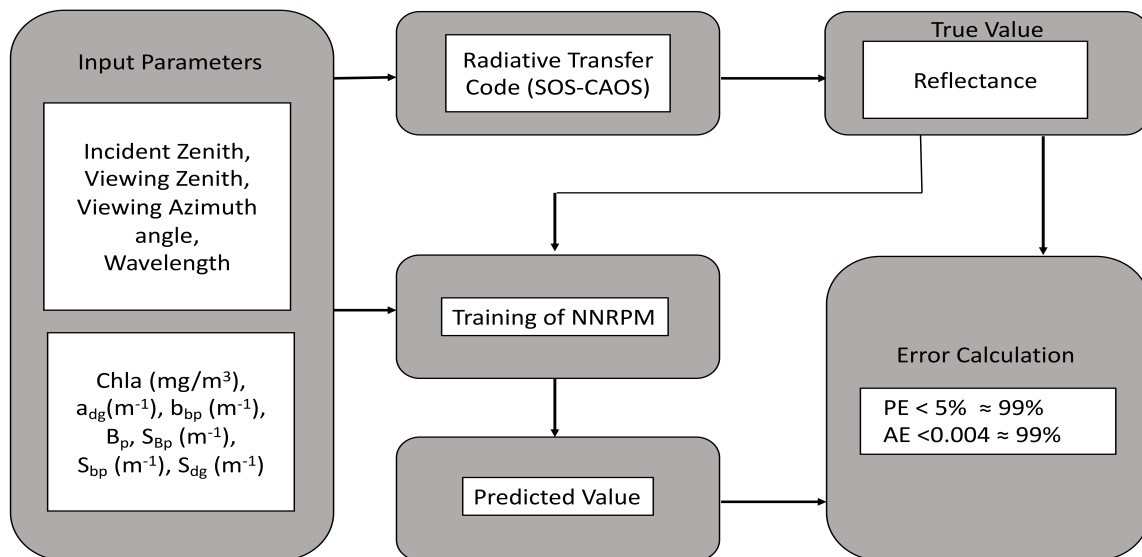 Input Parameters
Incident Zenith,
Viewing Zenith,
Viewing Azimuth
angle,
Wavelength
Chla (mg/m³),
a_dg(m⁻¹), b_bp (m⁻¹),
B_p, S_Bp (m⁻¹),
S_bp (m⁻¹), S_dg (m⁻¹)
Radiative Transfer
Code (SOS-CAOS)
True Value
Reflectance
Training of NNRPM
Predicted Value
Error Calculation
PE < 5% ≈ 99%
AE <0.004 ≈ 99%